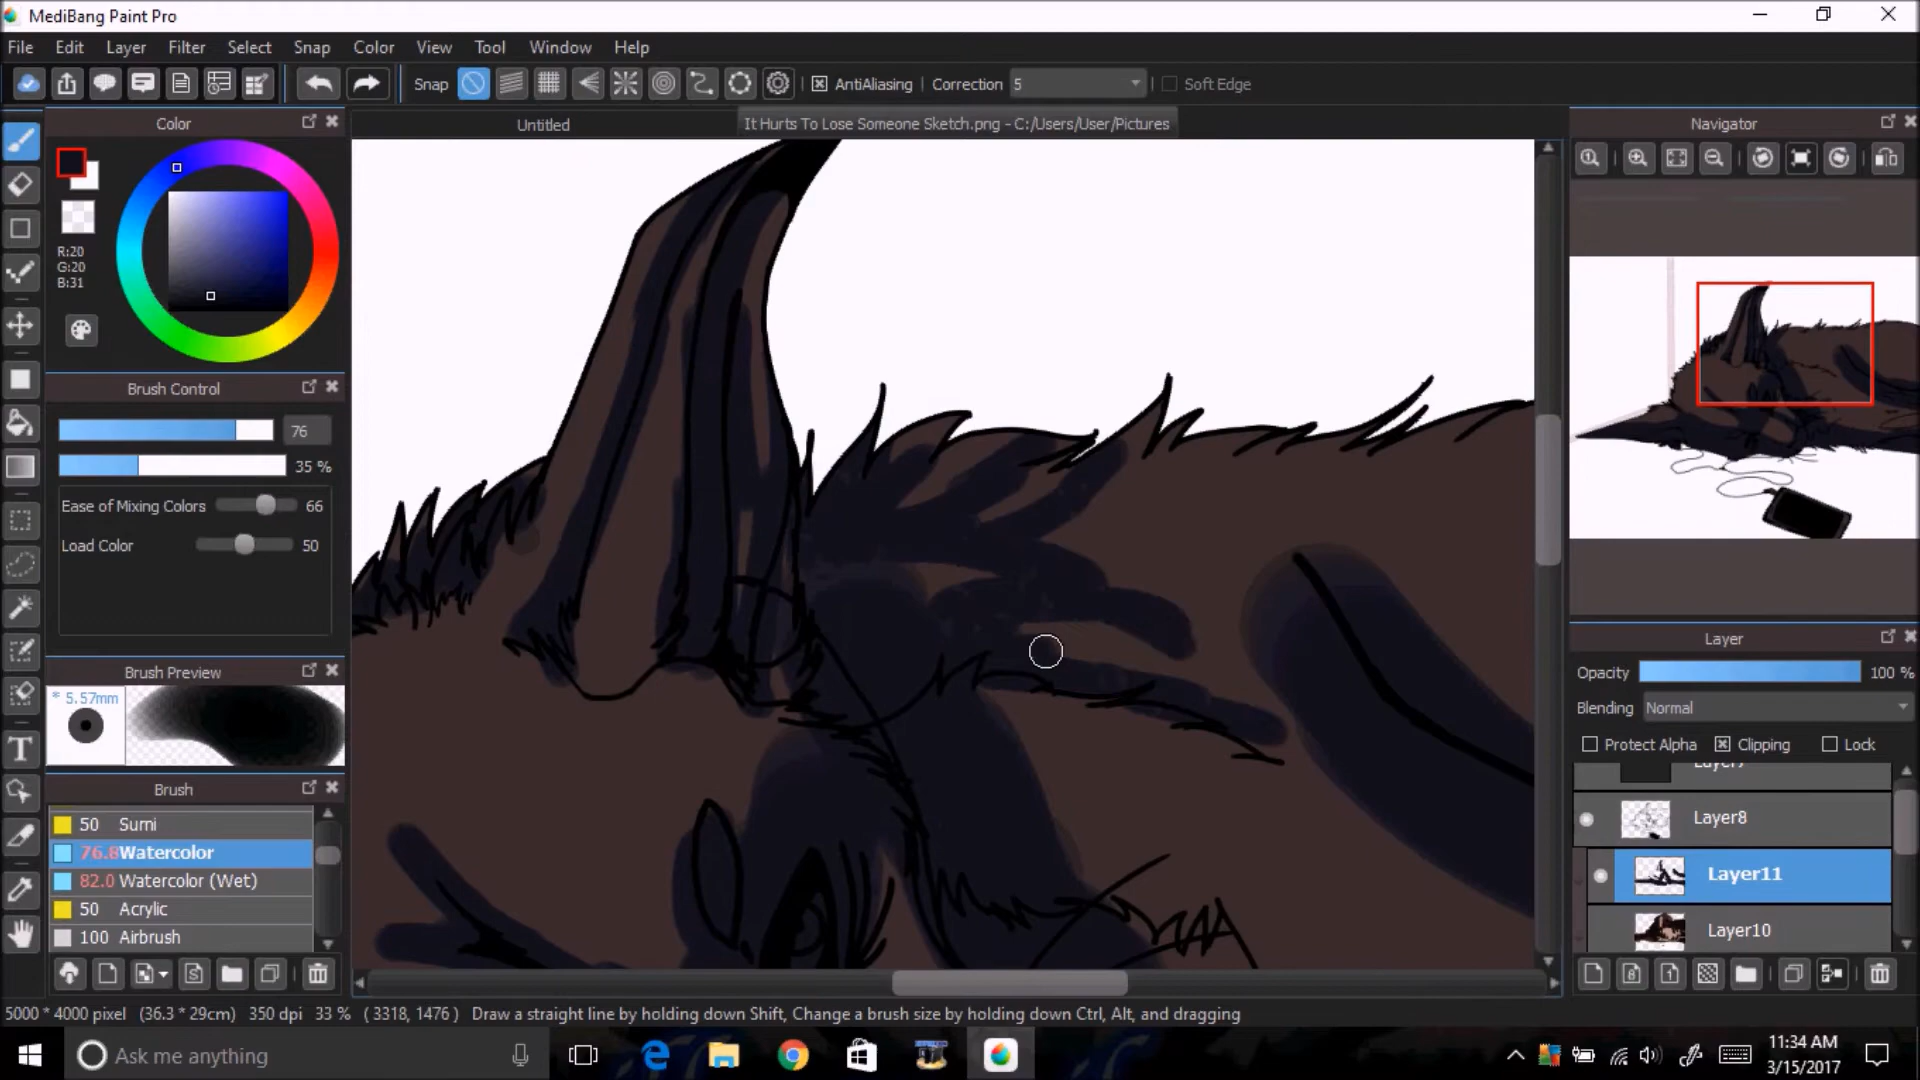 MediBang Paint Pro
File Edit Layer Filter Select Snap Color View Tool Window Help
Snap AntiAliasing Correction 5 Soft Edge
Color
Untitled
It Hurts To Lose Someone Sketch.png - C:/Users/User/Pictures
Navigator
R:20
G:20
B:31
Brush Control
76
35 %
Ease of Mixing Colors 66
Load Color 50
Brush Preview
* 5.57mm
Brush
50 Sumi
76.8 Watercolor
82.0 Watercolor (Wet)
50 Acrylic
100 Airbrush
Layer
Opacity 100 %
Blending Normal
Protect Alpha Clipping Lock
Layer7
Layer8
Layer11
Layer10
5000 * 4000 pixel (36.3 * 29cm) 350 dpi 33 % ( 3318, 1476 ) Draw a straight line by holding down Shift, Change a brush size by holding down Ctrl, Alt, and dragging
Ask me anything
11:34 AM
3/15/2017